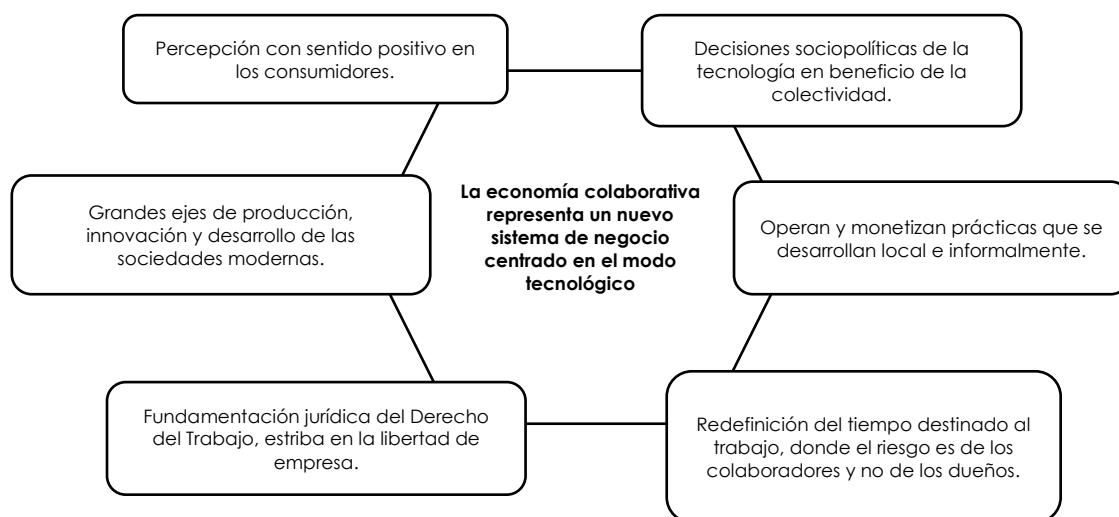 Percepción con sentido positivo en
los consumidores.
Decisiones sociopolíticas de la
tecnología en beneficio de la
colectividad.
Grandes ejes de producción,
innovación y desarrollo de las
sociedades modernas.
La economía colaborativa
representa un nuevo
sistema de negocio
centrado en el modo
tecnológico
Operan y monetizan prácticas que se
desarrollan local e informalmente.
Fundamentación jurídica del Derecho
del Trabajo, estriba en la libertad de
empresa.
Redefinición del tiempo destinado al
trabajo, donde el riesgo es de los
colaboradores y no de los dueños.